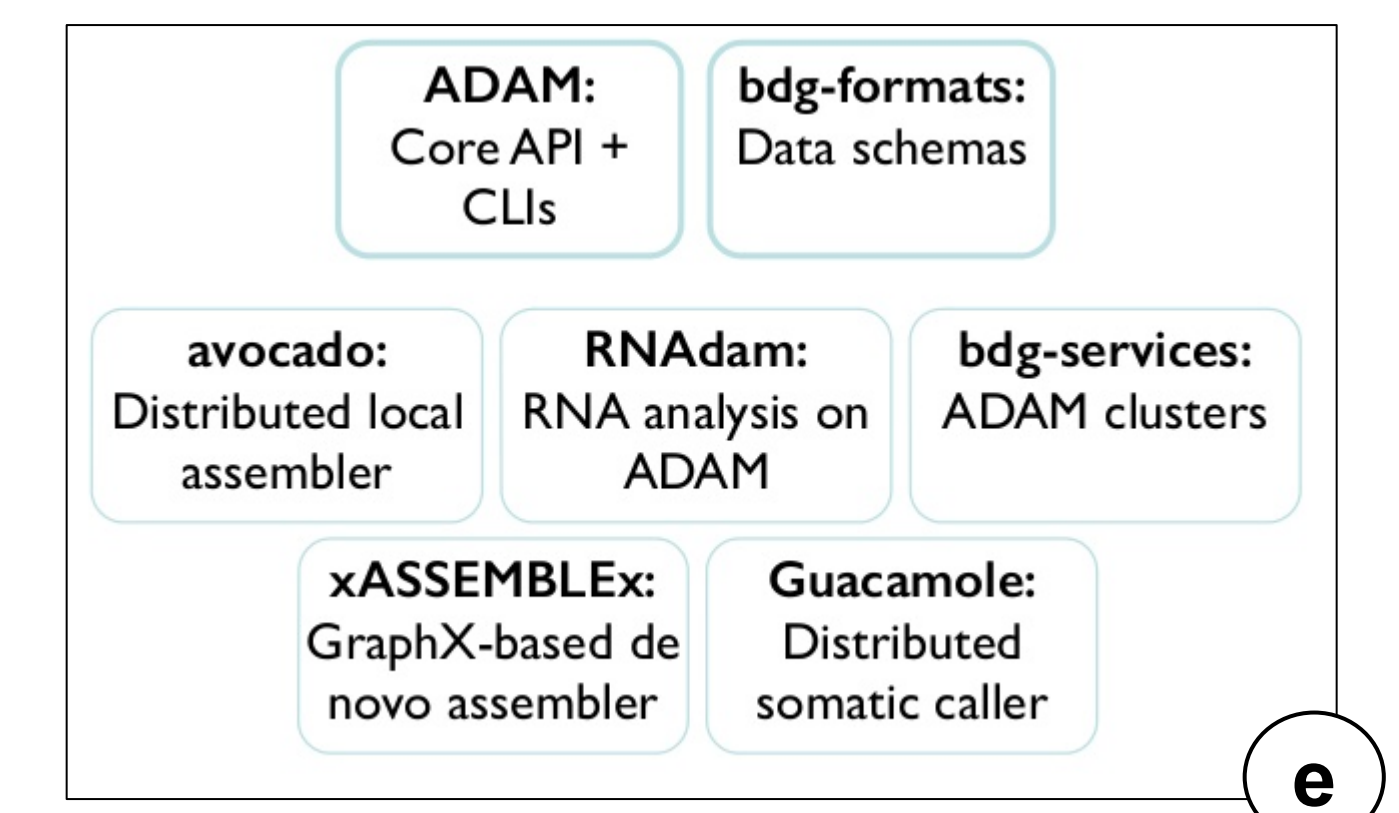 ADAM:
Core API +
CLIs
bdg-formats:
Data schemas
avocado:
Distributed local
assembler
RNAdam:
RNA analysis on
ADAM
bdg-services:
ADAM clusters
xASSEMBLEx:
GraphX-based de
novo assembler
Guacamole:
Distributed
somatic caller
e